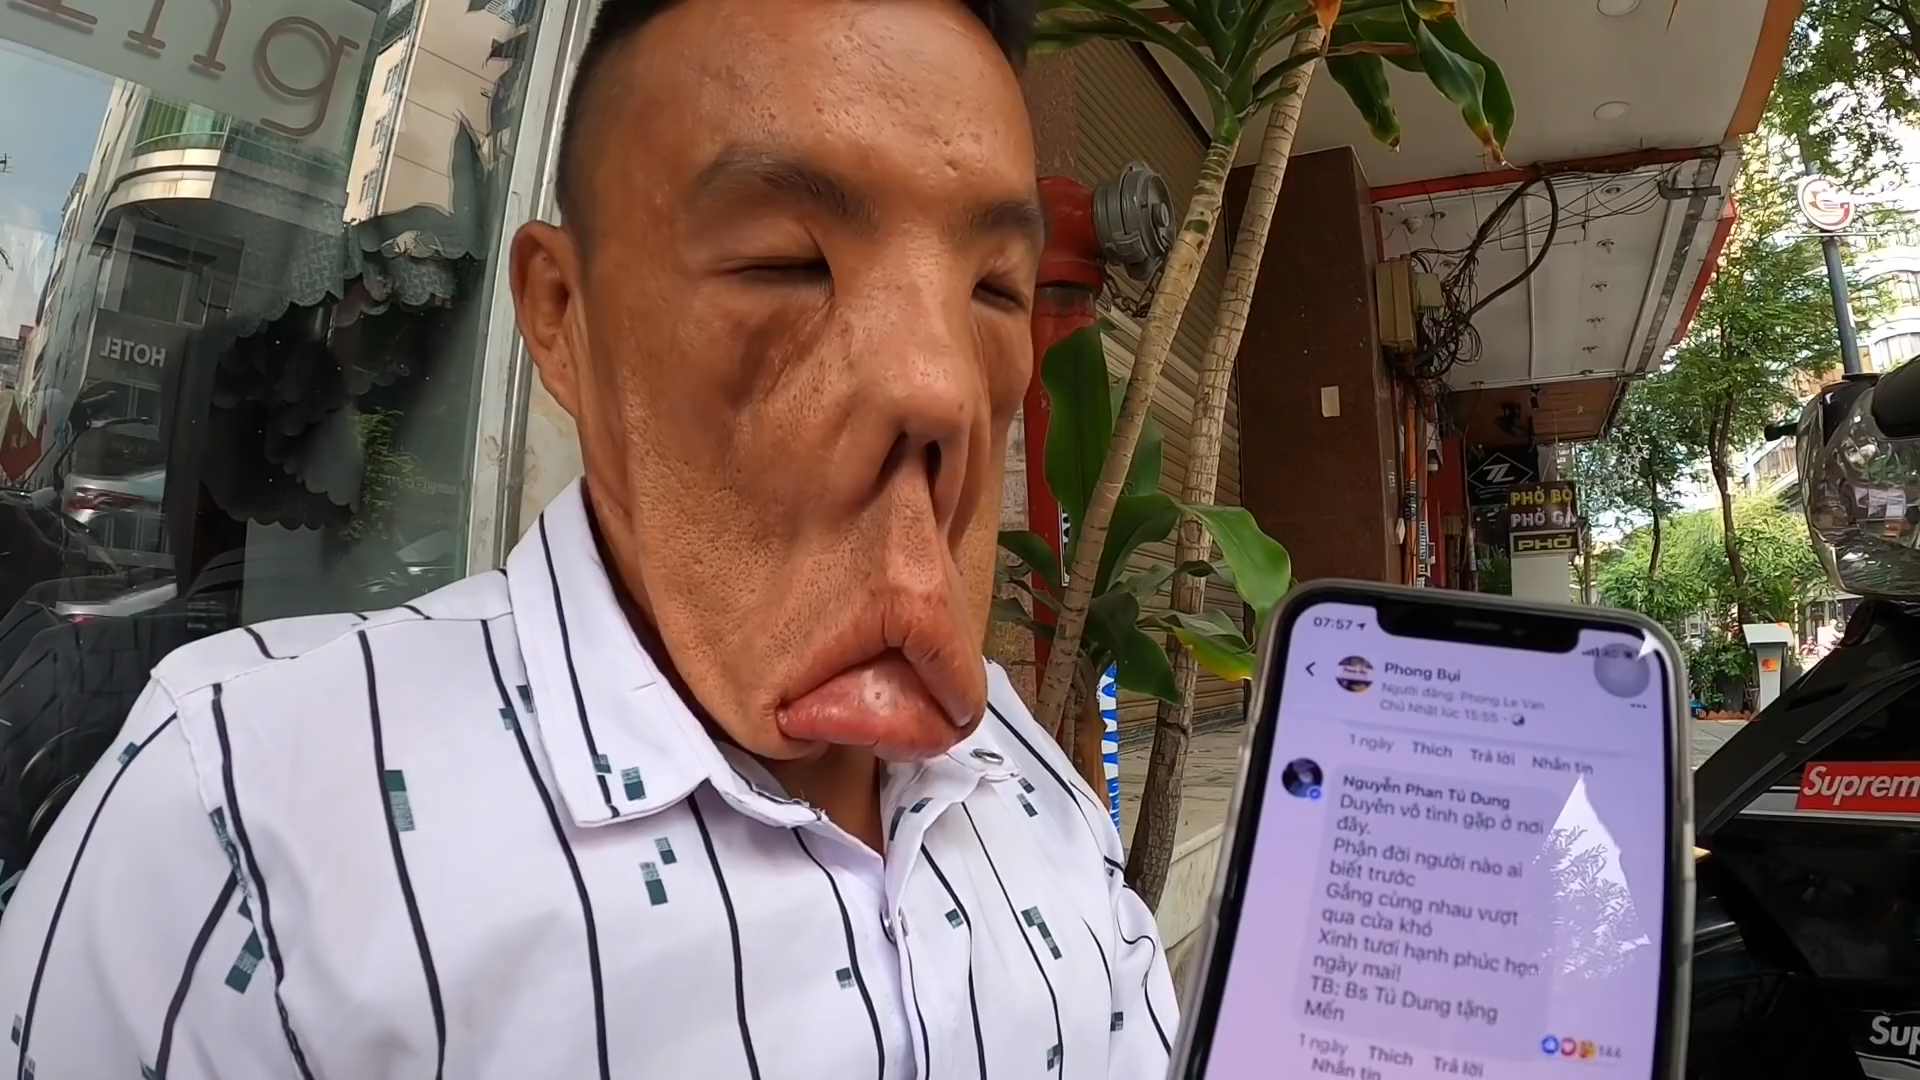 ing
HOTEL
TL
PHỞ BÒ
PHỞ GÀ
PHỞ
07:57
Phong Bụi
Người đăng: Phong Le Van
Chủ Nhật lúc 15:55
1 ngày Thích Trả lời Nhắn tin
Nguyễn Phan Tú Dung
Duyên vô tình gặp ở nơi
đây.
Phận đời người nào ai
biết trước
Gắng cùng nhau vượt
qua cửa khó
Xinh tươi hạnh phúc hẹn
ngày mai!
TB: Bs Tú Dung tặng
Mến
144
1 ngày Thích Trả lời
Nhắn tin
Suprem
Sup